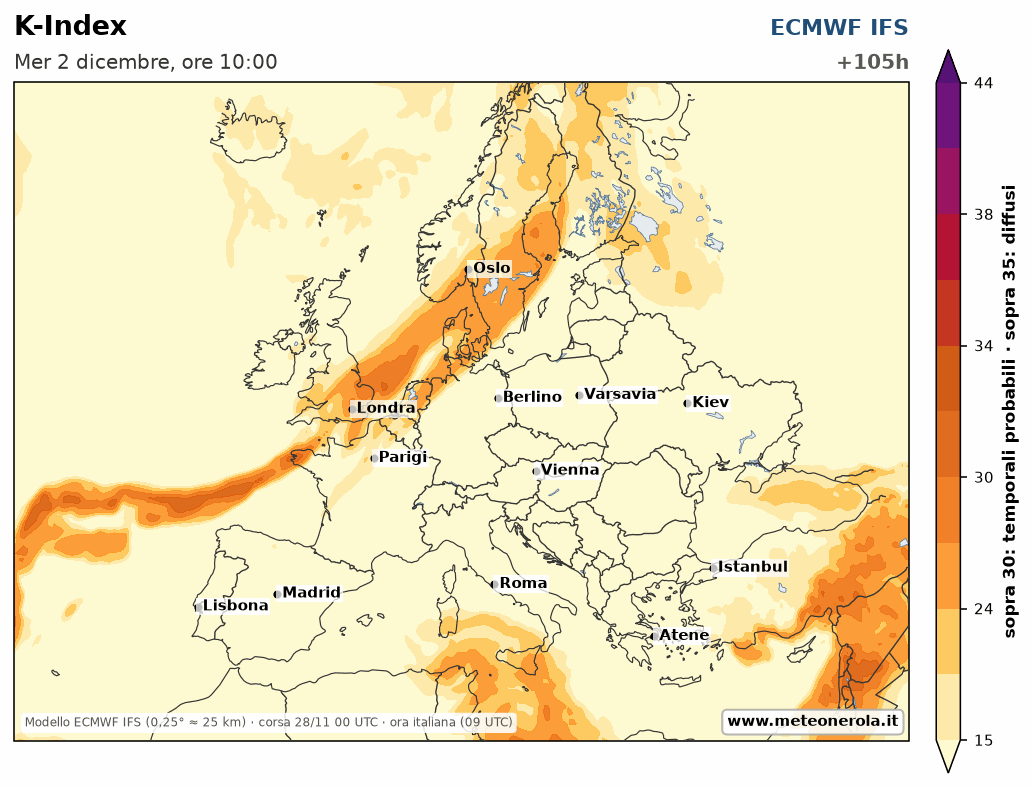 K-Index
ECMWF IFS
Mer 2 dicembre, ore 10:00
+105h
44
38
34
30
24
15
sopra 30: temporali probabili · sopra 35: diffusi
Oslo
Londra
Berlino
Varsavia
Kiev
Parigi
Vienna
Istanbul
Roma
Madrid
Lisbona
Atene
Modello ECMWF IFS (0,25° ≈ 25 km) · corsa 28/11 00 UTC · ora italiana (09 UTC)
www.meteonerola.it